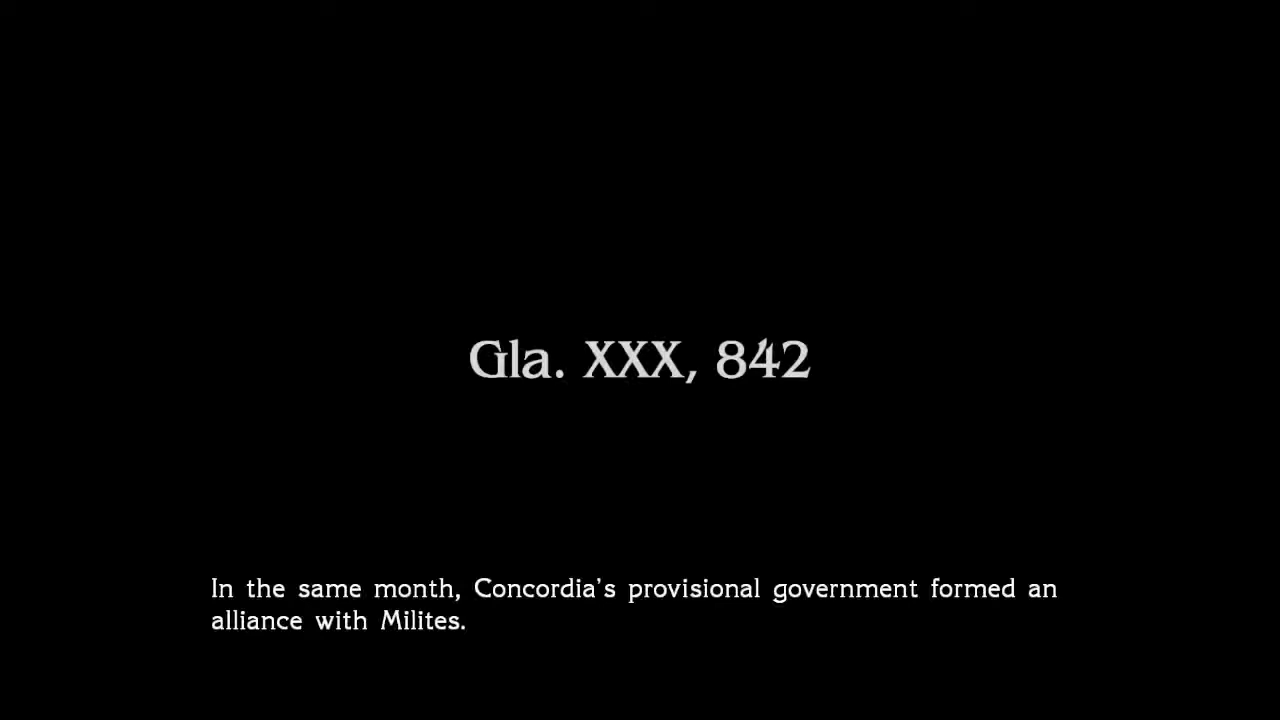 Gla. XXX, 842
In the same month, Concordia's provisional government formed an
alliance with Milites.